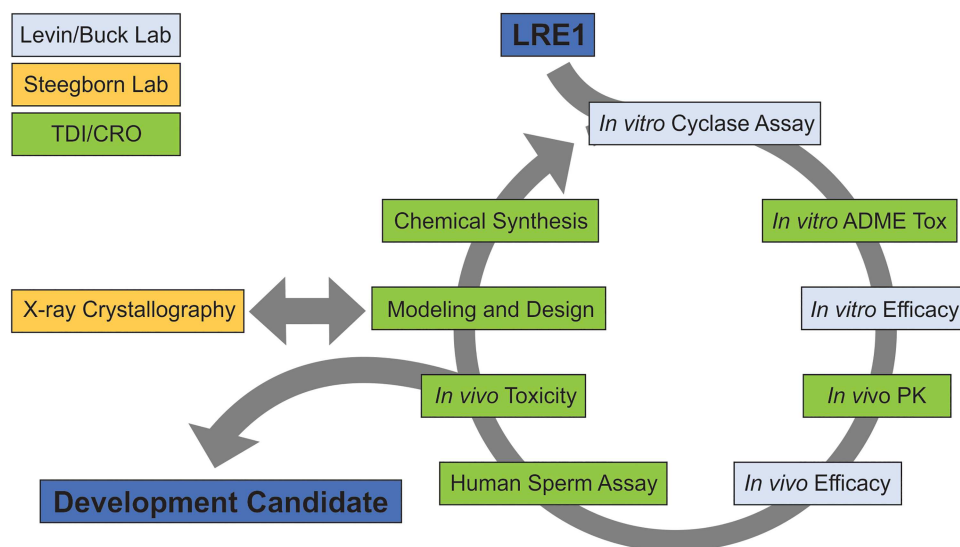 Levin/Buck Lab
Steegborn Lab
TDI/CRO
LRE1
In vitro Cyclase Assay
In vitro ADME Tox
In vitro Efficacy
In vivo PK
In vivo Efficacy
Human Sperm Assay
In vivo Toxicity
Modeling and Design
Chemical Synthesis
X-ray Crystallography
Development Candidate